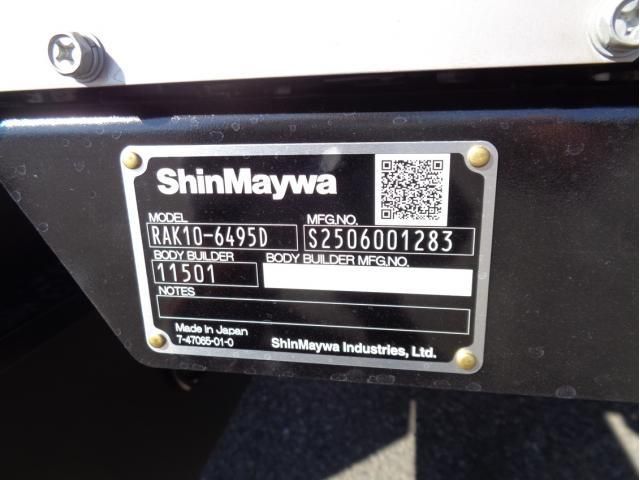 ShinMaywa
MODEL MFG.NO.
RAK10-6495D S2506001283
BODY BUILDER BODY BUILDER MFG.NO.
11501
NOTES
Made in Japan
7-47065-01-0 ShinMaywa Industries, Ltd.